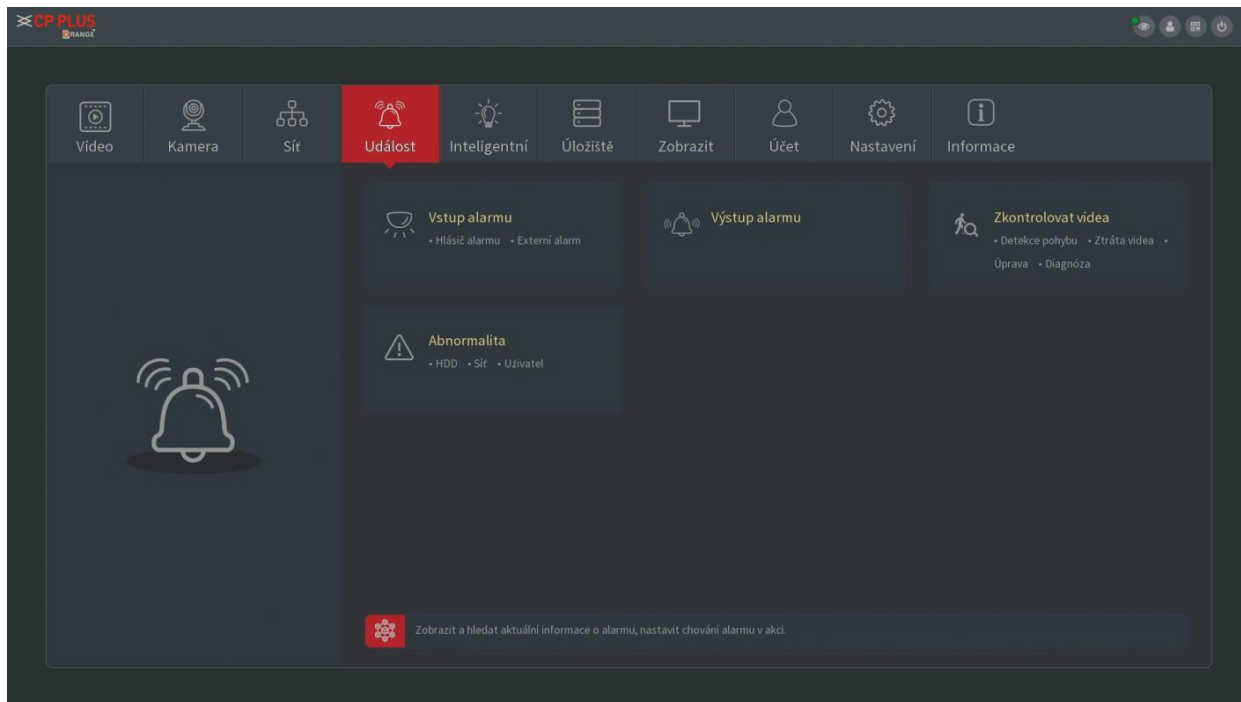 CP PLUS
ORANGE
Video Kamera Síť Událost Inteligentní Úložiště Zobrazit Účet Nastavení Informace
Vstup alarmu
• Hlásič alarmu • Externí alarm
Výstup alarmu
Zkontrolovat videa
• Detekce pohybu • Ztráta videa •
Úprava • Diagnóza
Abnormalita
• HDD • Síť • Uživatel
Zobrazit a hledat aktuální informace o alarmu, nastavit chování alarmu v akci.